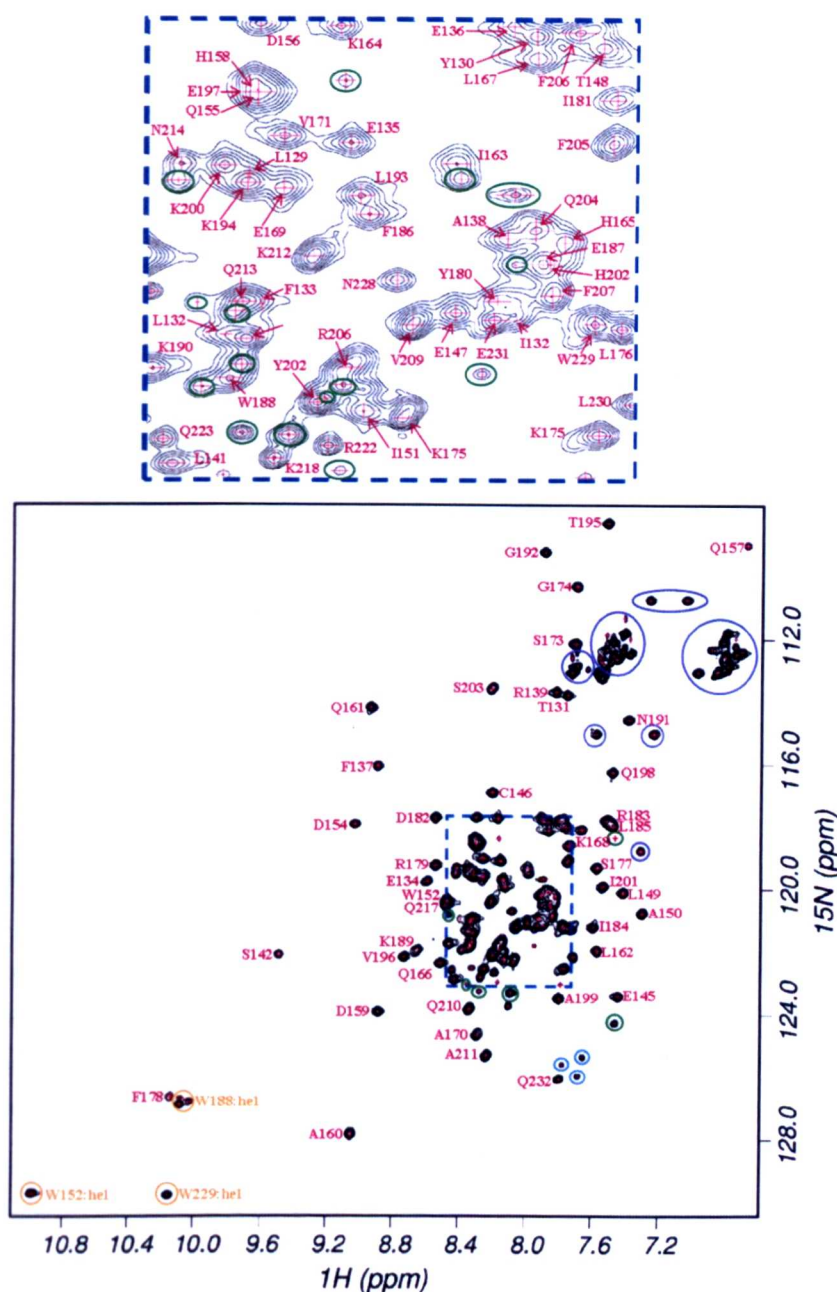 D156
K164
E136
H158
Y130
E197
L167
F206
T148
Q155
I181
V171
E135
N214
F205
L129
I163
K200
L193
Q204
K194
E169
F186
A138
H165
K212
E187
Q213
F133
N228
Y180
H202
F207
L132
R206
K190
Y202
V209
E147
E231
I132
W229
L176
W188
L230
Q223
R222
I151
K175
K175
L141
K218
T195
G192
Q157
G174
S173
112.0
S203
R139
T131
Q161
N191
F137
116.0
Q198
C146
D154
D182
R183
L185
K168
R179
S177
E134
I201
120.0
W152
L149
Q217
A150
K189
I184
S142
V196
L162
Q166
A199
E145
D159
Q210
124.0
A170
A211
Q232
F178
W188:he1
A160
128.0
W152:he1
W229:he1
15N (ppm)
10.8 10.4 10.0 9.6 9.2 8.8 8.4 8.0 7.6 7.2
1H (ppm)